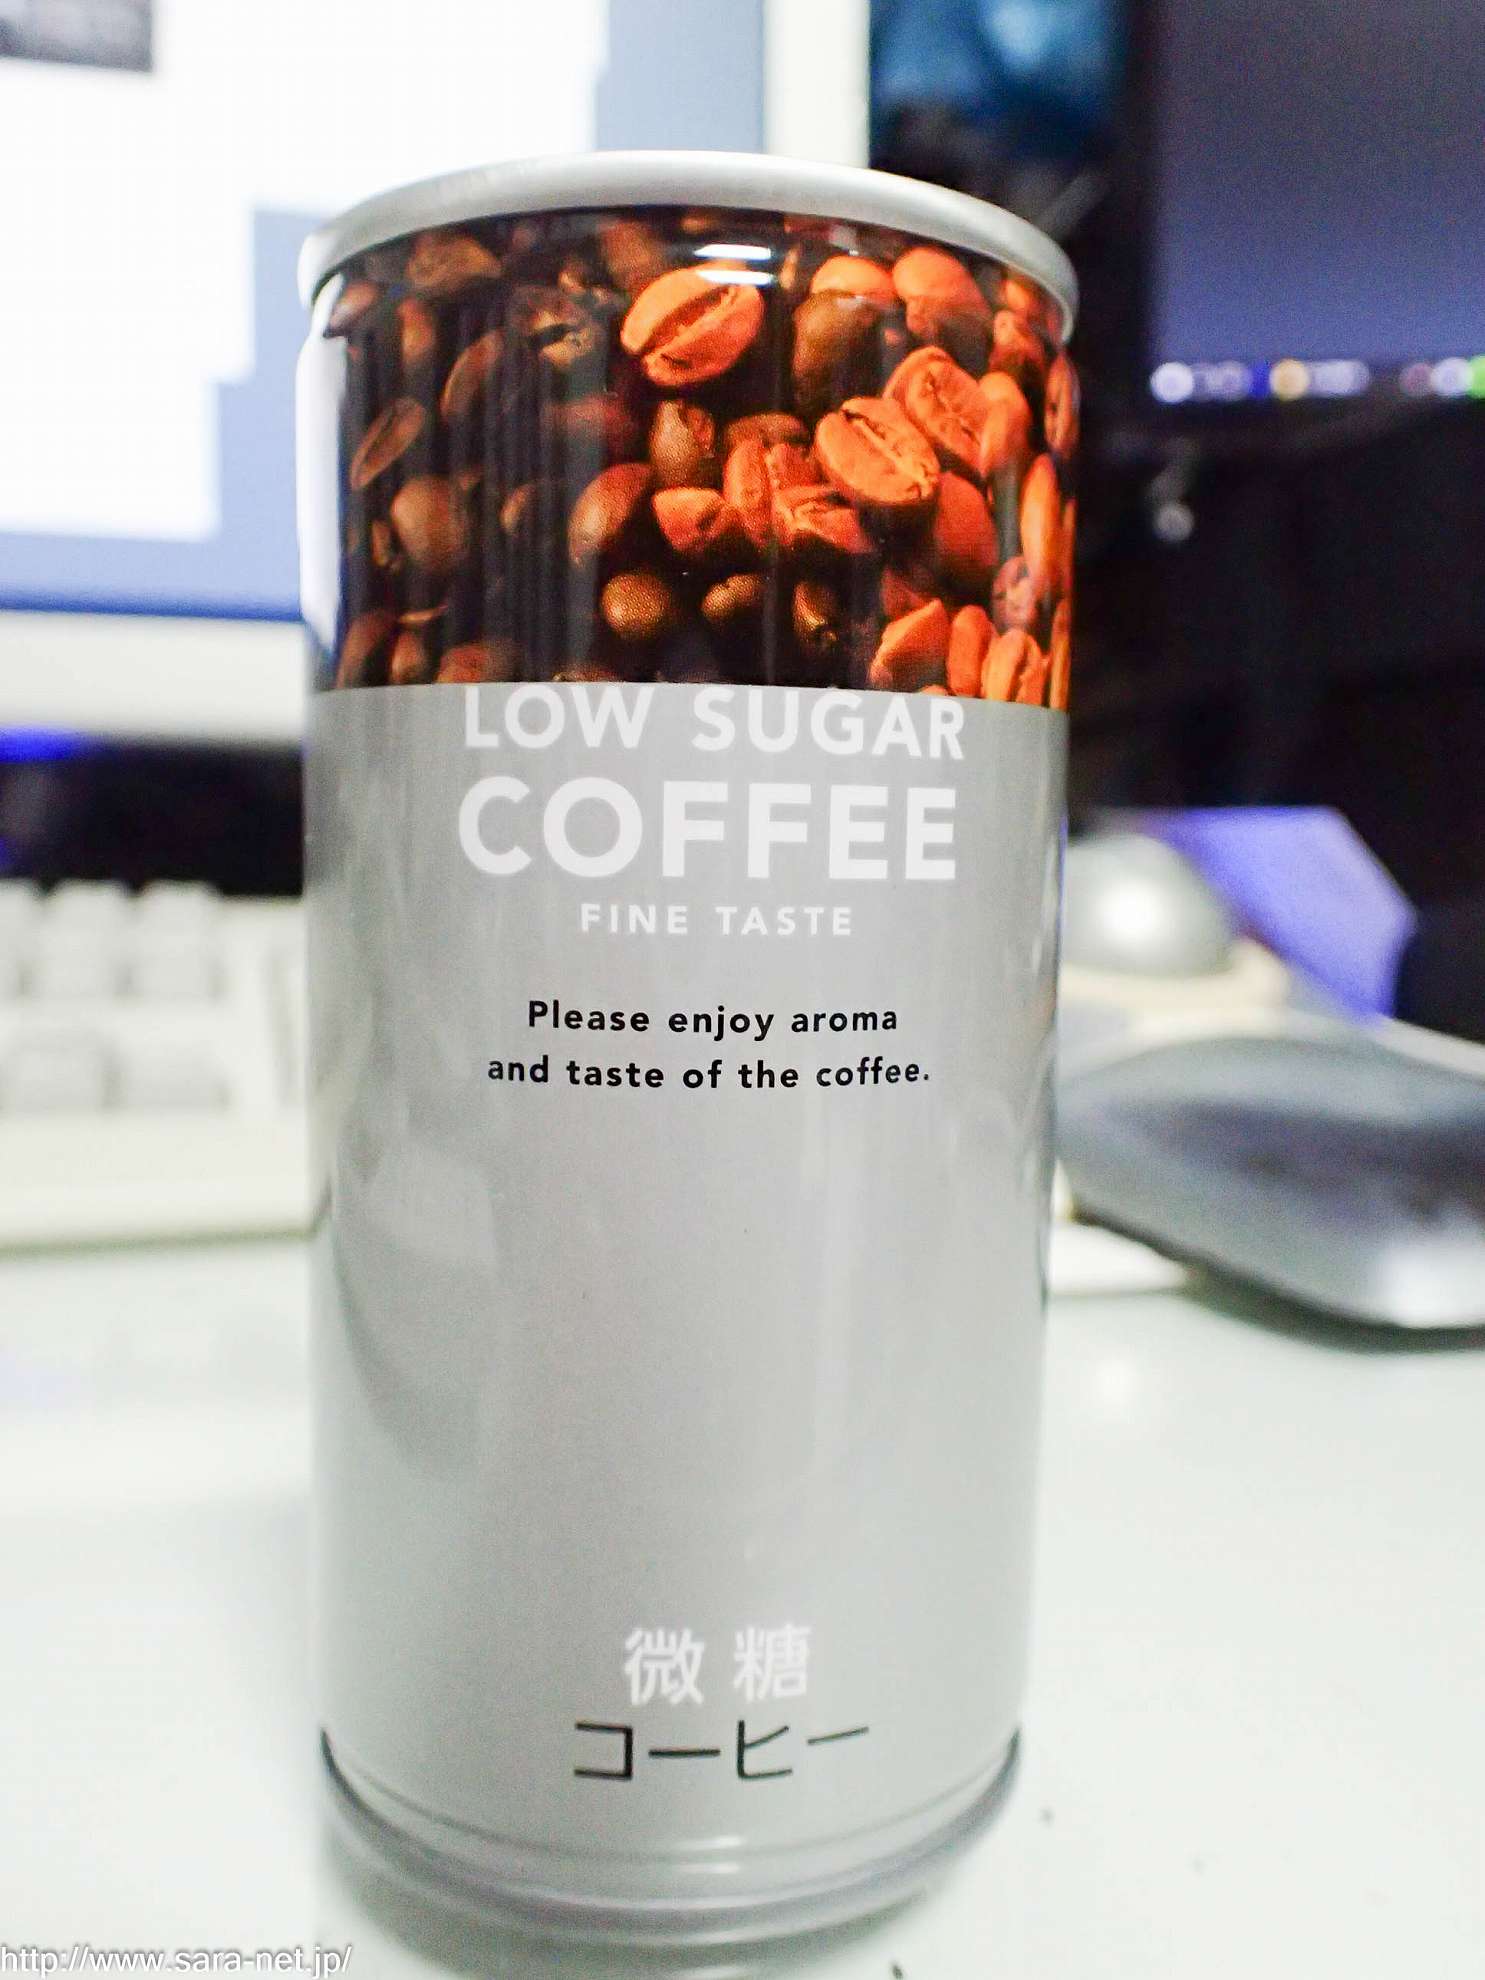 LOW SUGAR
COFFEE
FINE TASTE
Please enjoy aroma
and taste of the coffee.
微糖
コーヒー
http://www.sara-net.jp/